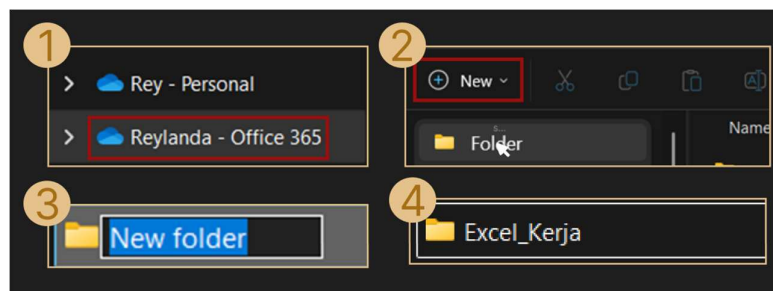 1
Rey - Personal
Reylanda - Office 365
2
New
Folder
Name
3
New folder
4
Excel_Kerja